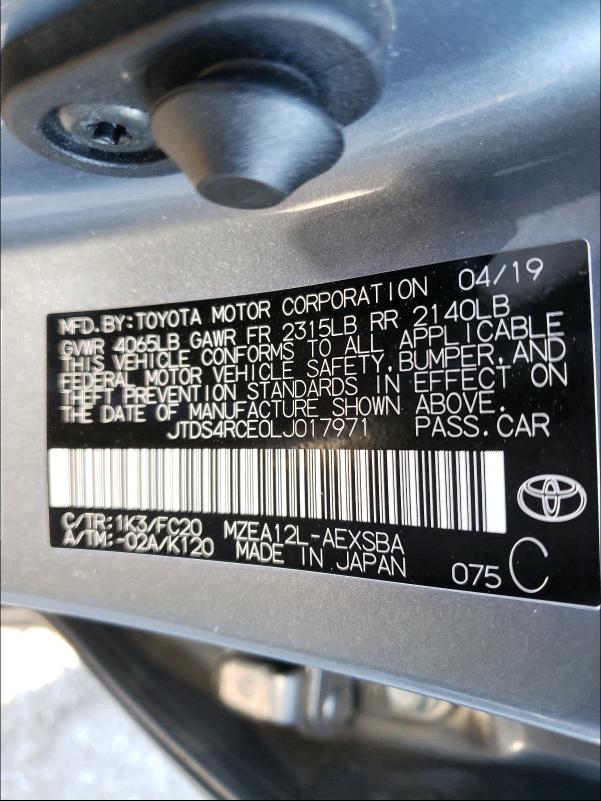 MFD.BY:TOYOTA MOTOR CORPORATION 04/19
GVWR 4065LB GAWR FR 2315LB RR 2140LB
THIS VEHICLE CONFORMS TO ALL APPLICABLE
FEDERAL MOTOR VEHICLE SAFETY,BUMPER,AND
THEFT PREVENTION STANDARDS IN EFFECT ON
THE DATE OF MANUFACTURE SHOWN ABOVE.
JTDS4RCE0LJ017971 PASS.CAR
C/TR:1K3/FC20 MZEA12L-AEXSBA
A/TM:-02A/K120 MADE IN JAPAN 075 C